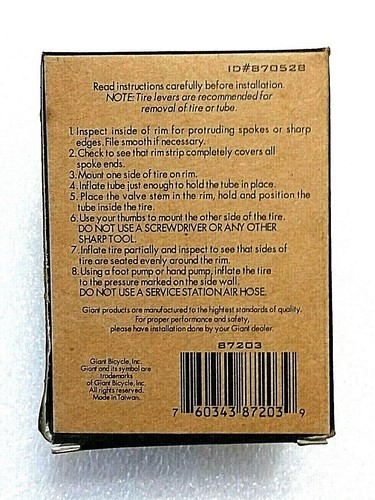 ID#870528
Read instructions carefully before installation.
NOTE: Tire levers are recommended for
removal of tire or tube.
1. Inspect inside of rim for protruding spokes or sharp
edges. File smooth if necessary.
2. Check to see that rim strip completely covers all
spoke ends.
3. Mount one side of tire on rim.
4. Inflate tube just enough to hold the tube in place.
5. Place the valve stem in the rim, hold and position the
tube inside the tire.
6. Use your thumbs to mount the other side of the tire.
DO NOT USE A SCREWDRIVER OR ANY OTHER
SHARP TOOL.
7. Inflate tire partially and inspect to see that sides of
tire are seated evenly around the rim.
8. Using a foot pump or hand pump, inflate the tire
to the pressure marked on the side wall.
DO NOT USE A SERVICE STATION AIR HOSE.
Giant products are manufactured to the highest standards of quality.
For proper performance and safety,
please have installation done by your Giant dealer.
87203
Giant Bicycle, Inc.
Giant and its symbol are
trademarks
of Giant Bicycle, Inc.
All rights reserved.
Made in Taiwan.
7 60343 87203 9